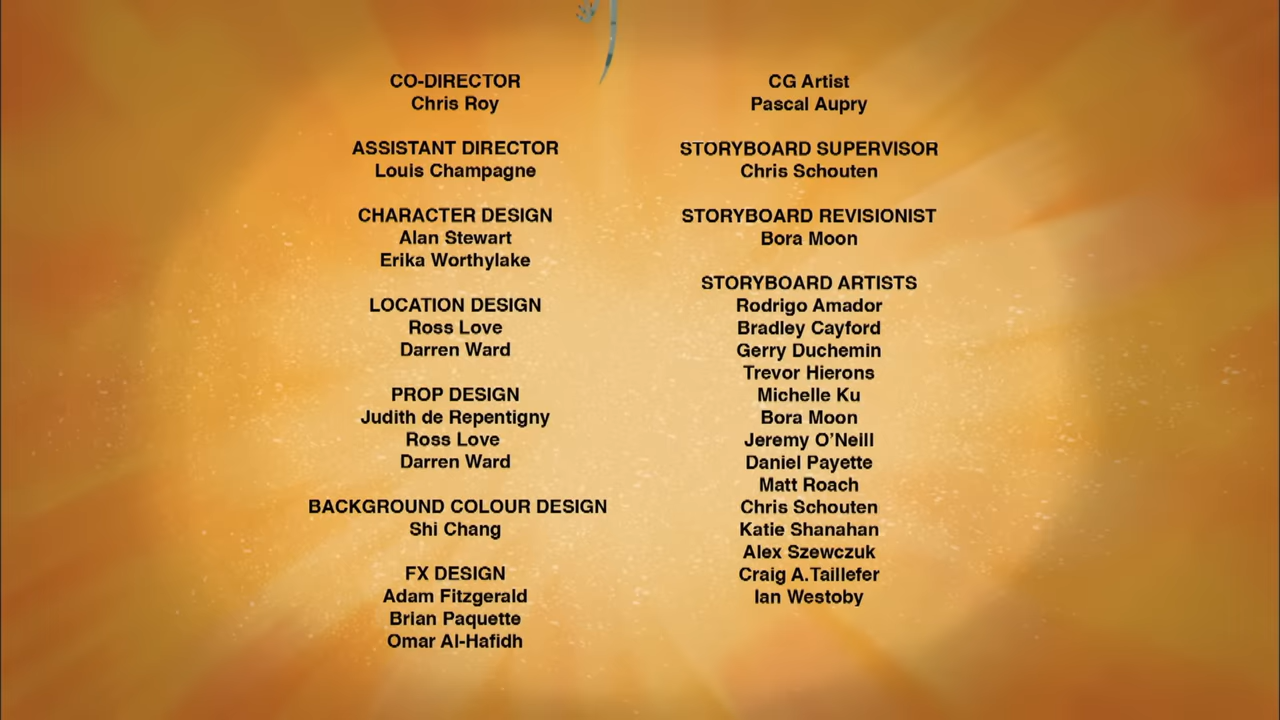 CO-DIRECTOR
Chris Roy
ASSISTANT DIRECTOR
Louis Champagne
CHARACTER DESIGN
Alan Stewart
Erika Worthylake
LOCATION DESIGN
Ross Love
Darren Ward
PROP DESIGN
Judith de Repentigny
Ross Love
Darren Ward
BACKGROUND COLOUR DESIGN
Shi Chang
FX DESIGN
Adam Fitzgerald
Brian Paquette
Omar Al-Hafidh
CG Artist
Pascal Aupry
STORYBOARD SUPERVISOR
Chris Schouten
STORYBOARD REVISIONIST
Bora Moon
STORYBOARD ARTISTS
Rodrigo Amador
Bradley Cayford
Gerry Duchemin
Trevor Hierons
Michelle Ku
Bora Moon
Jeremy O’Neill
Daniel Payette
Matt Roach
Chris Schouten
Katie Shanahan
Alex Szewczuk
Craig A.Taillefer
Ian Westoby